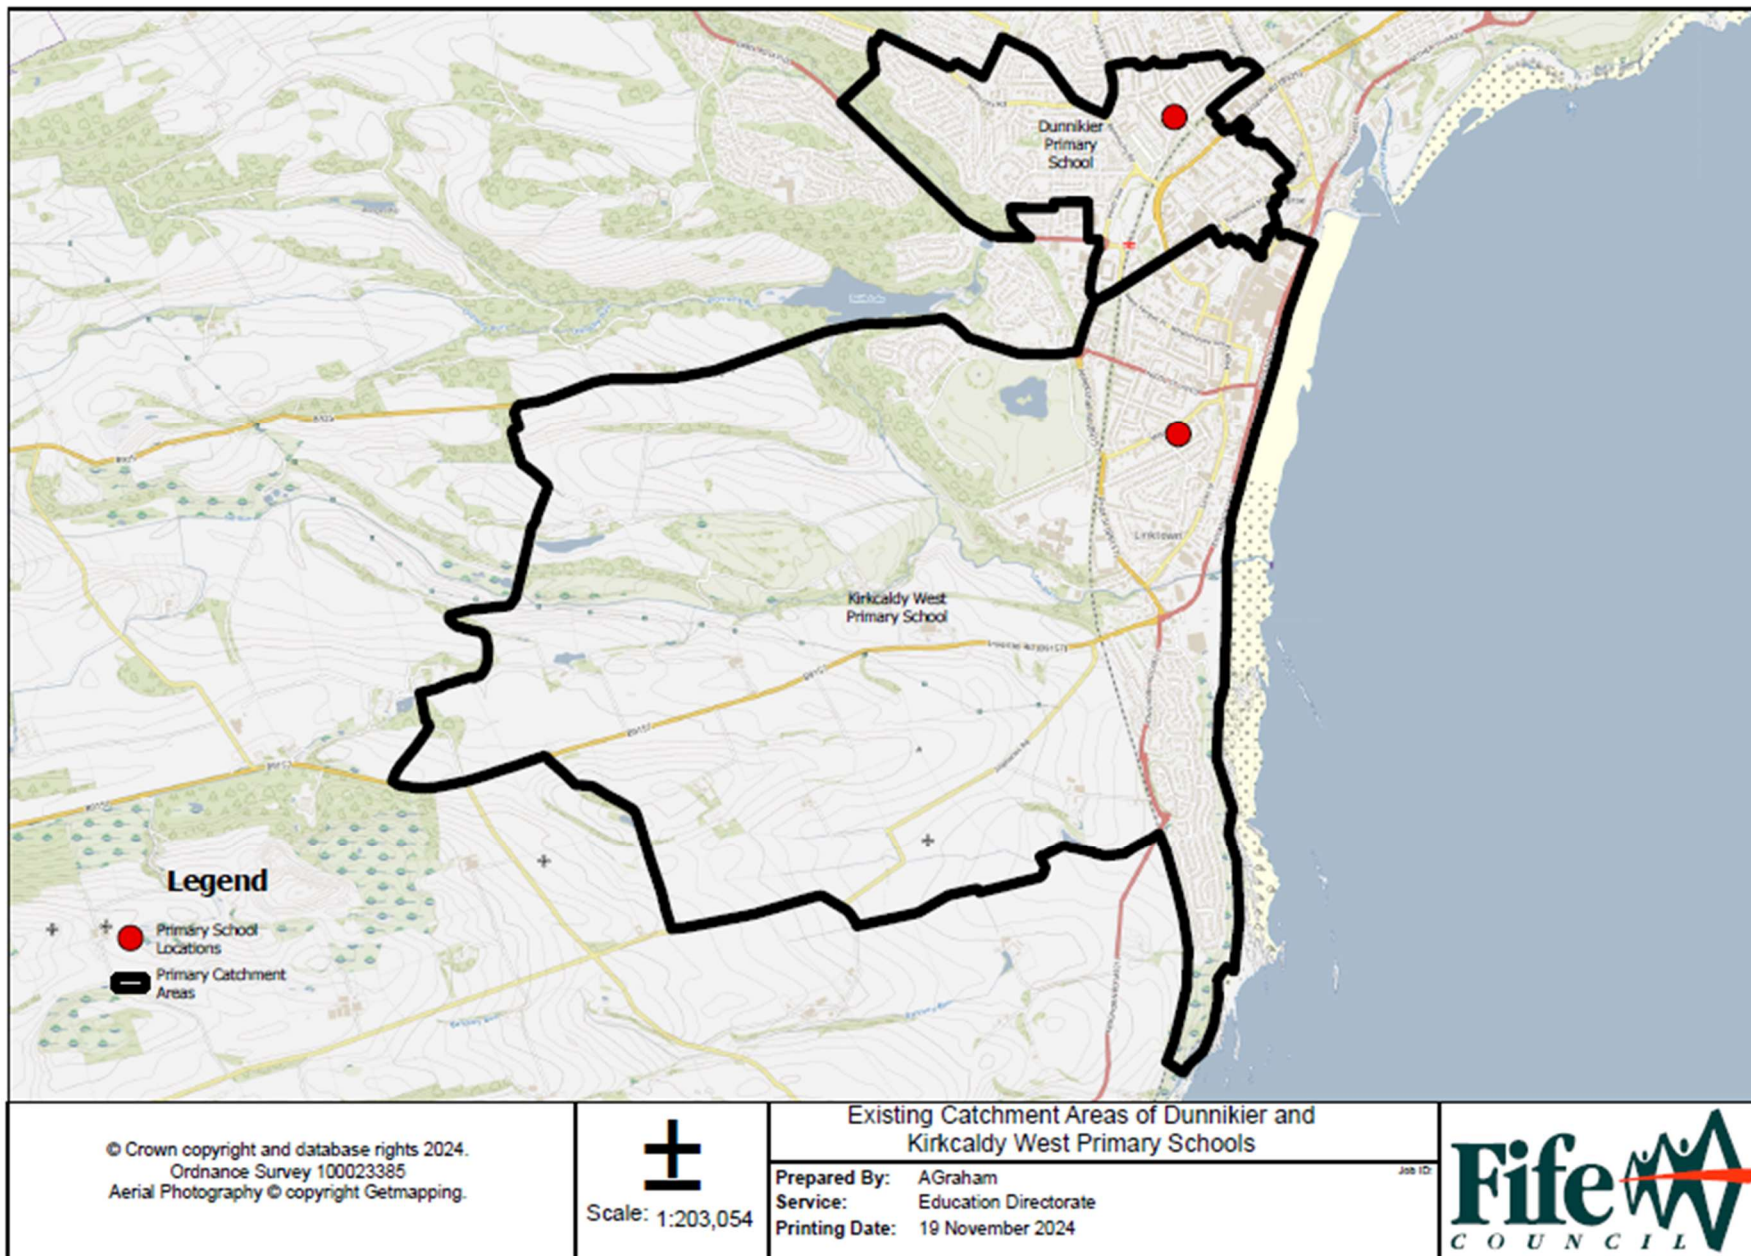 Dunnikier
Primary
School
Kirkcaldy West
Primary School
Linktown
Legend
Primary School
Locations
Primary Catchment
Areas
© Crown copyright and database rights 2024.
Ordnance Survey 100023385
Aerial Photography © copyright Getmapping.
Scale: 1:203,054
Existing Catchment Areas of Dunnikier and
Kirkcaldy West Primary Schools
Job ID:
Prepared By: AGraham
Service: Education Directorate
Printing Date: 19 November 2024
Fife
COUNCIL